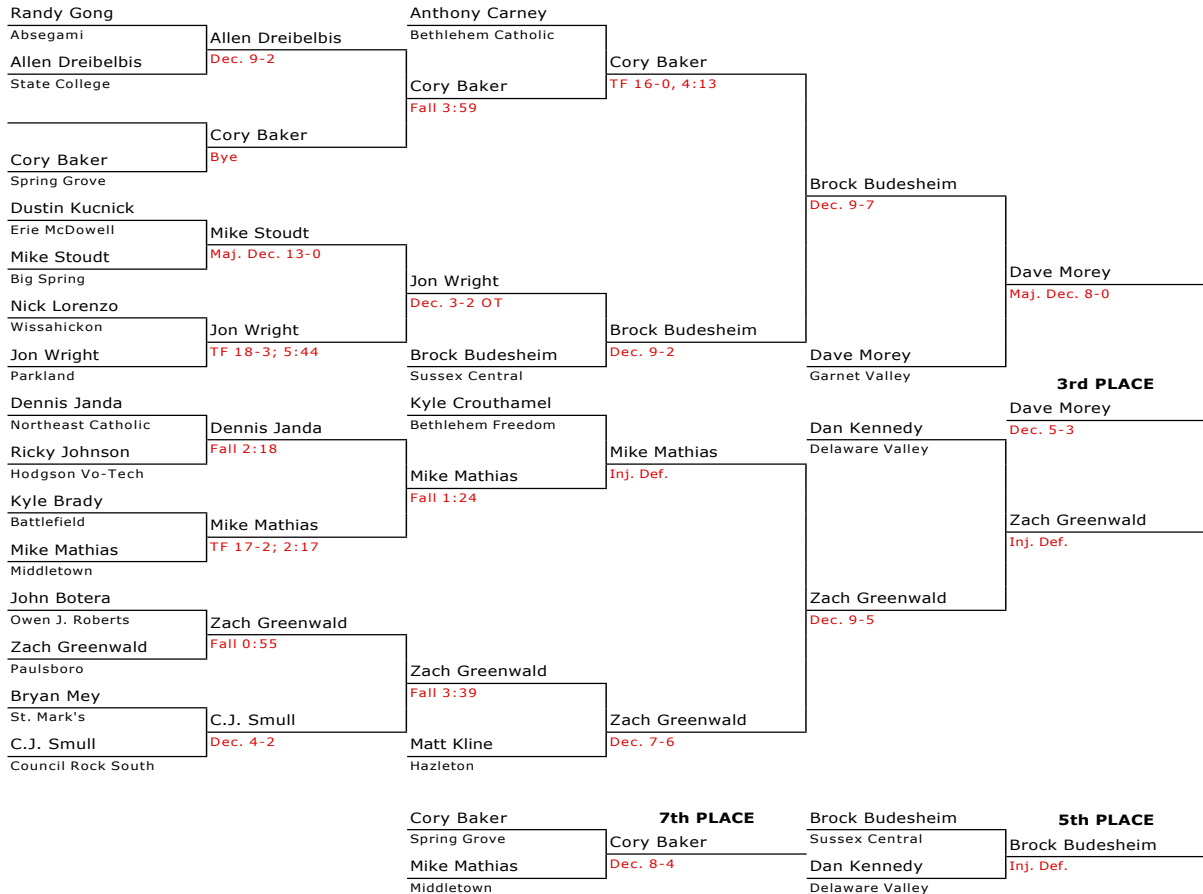 Randy Gong
Absegami
Allen Dreibelbis
State College
Allen Dreibelbis
Dec. 9-2
Cory Baker
Spring Grove
Cory Baker
Bye
Anthony Carney
Bethlehem Catholic
Cory Baker
Fall 3:59
Cory Baker
TF 16-0, 4:13
Dustin Kucnick
Erie McDowell
Mike Stoudt
Big Spring
Mike Stoudt
Maj. Dec. 13-0
Nick Lorenzo
Wissahickon
Jon Wright
Parkland
Jon Wright
TF 18-3; 5:44
Jon Wright
Dec. 3-2 OT
Brock Budesheim
Sussex Central
Brock Budesheim
Dec. 9-2
Brock Budesheim
Dec. 9-7
Dave Morey
Garnet Valley
Dave Morey
Maj. Dec. 8-0
3rd PLACE
Dave Morey
Dec. 5-3
Dennis Janda
Northeast Catholic
Ricky Johnson
Hodgson Vo-Tech
Dennis Janda
Fall 2:18
Kyle Brady
Battlefield
Mike Mathias
Middletown
Mike Mathias
TF 17-2; 2:17
Kyle Crouthamel
Bethlehem Freedom
Mike Mathias
Fall 1:24
Mike Mathias
Inj. Def.
Dan Kennedy
Delaware Valley
Zach Greenwald
Inj. Def.
John Botera
Owen J. Roberts
Zach Greenwald
Paulsboro
Zach Greenwald
Fall 0:55
Bryan Mey
St. Mark's
C.J. Smull
Council Rock South
C.J. Smull
Dec. 4-2
Zach Greenwald
Fall 3:39
Matt Kline
Hazleton
Zach Greenwald
Dec. 7-6
Zach Greenwald
Dec. 9-5
Cory Baker
Spring Grove
Mike Mathias
Middletown
7th PLACE
Cory Baker
Dec. 8-4
Brock Budesheim
Sussex Central
Dan Kennedy
Delaware Valley
5th PLACE
Brock Budesheim
Inj. Def.